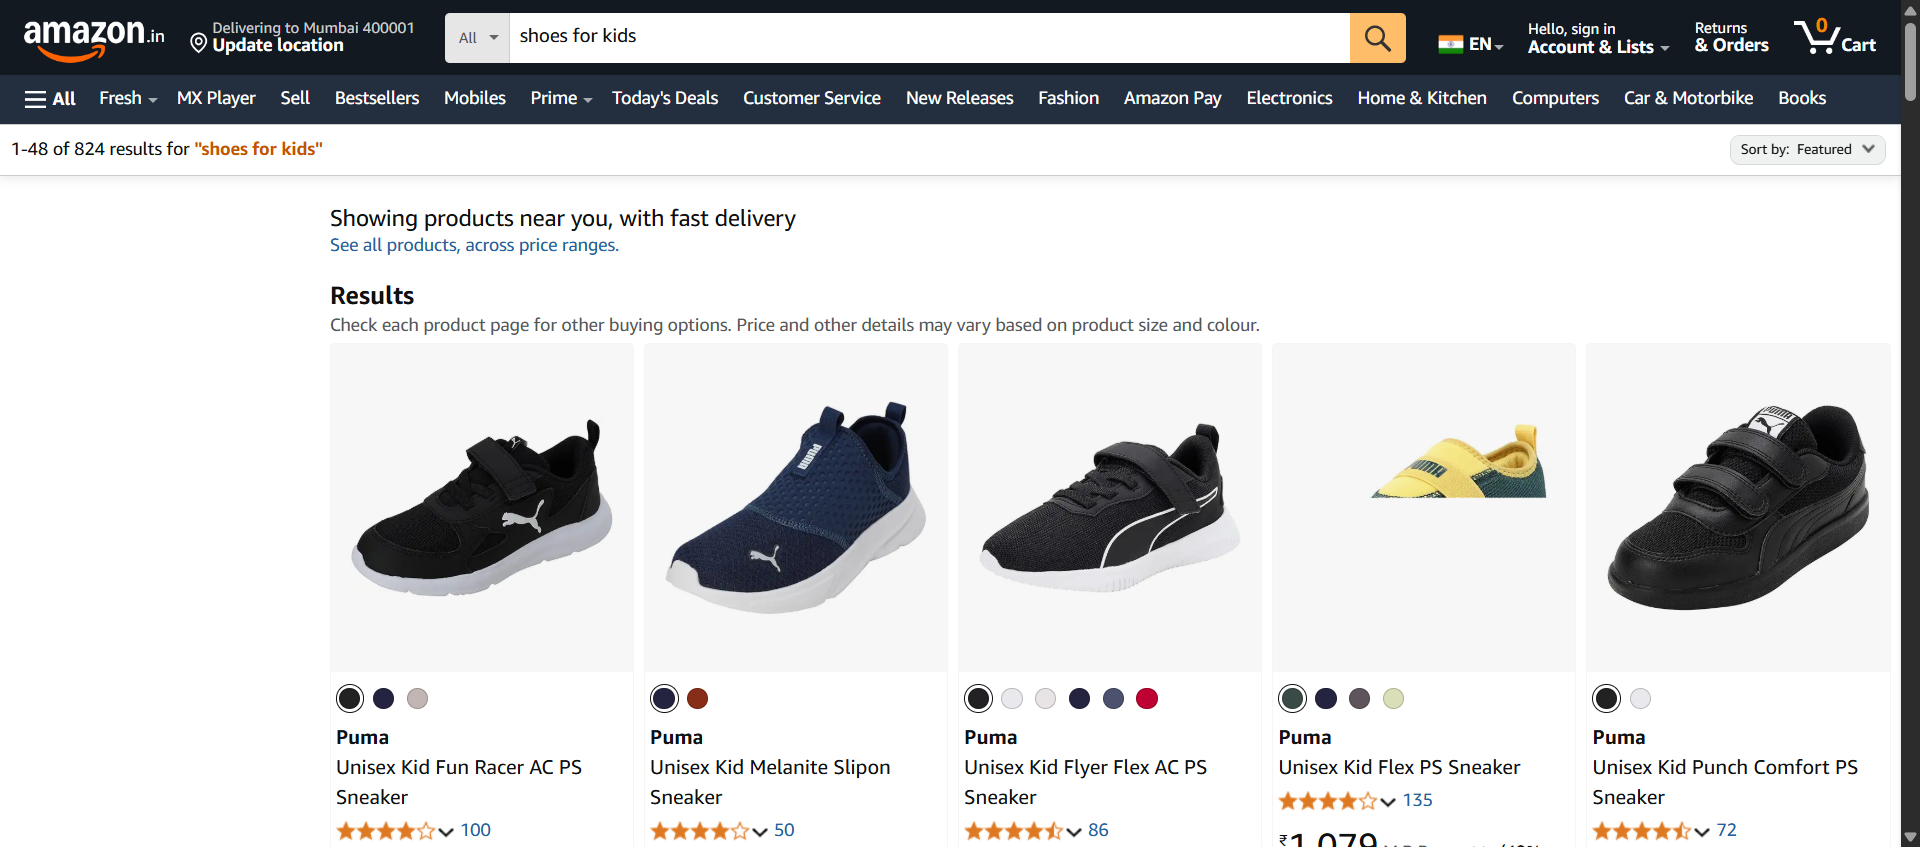 amazon.in
Delivering to Mumbai 400001
Update location
All
shoes for kids
EN
Hello, sign in
Account & Lists
Returns
& Orders
0
Cart
All Fresh MX Player Sell Bestsellers Mobiles Prime Today's Deals Customer Service New Releases Fashion Amazon Pay Electronics Home & Kitchen Computers Car & Motorbike Books
1-48 of 824 results for "shoes for kids"
Sort by: Featured
Showing products near you, with fast delivery
See all products, across price ranges.
Results
Check each product page for other buying options. Price and other details may vary based on product size and colour.
PUMA
PUMA
PUMA
Puma
Unisex Kid Fun Racer AC PS
Sneaker
100
Puma
Unisex Kid Melanite Slipon
Sneaker
50
Puma
Unisex Kid Flyer Flex AC PS
Sneaker
86
Puma
Unisex Kid Flex PS Sneaker
135
₹1,079
Puma
Unisex Kid Punch Comfort PS
Sneaker
72